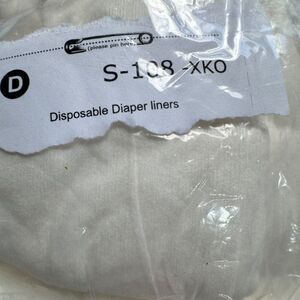 (please pin here)
D
S-108-XKO
Disposable Diaper liners